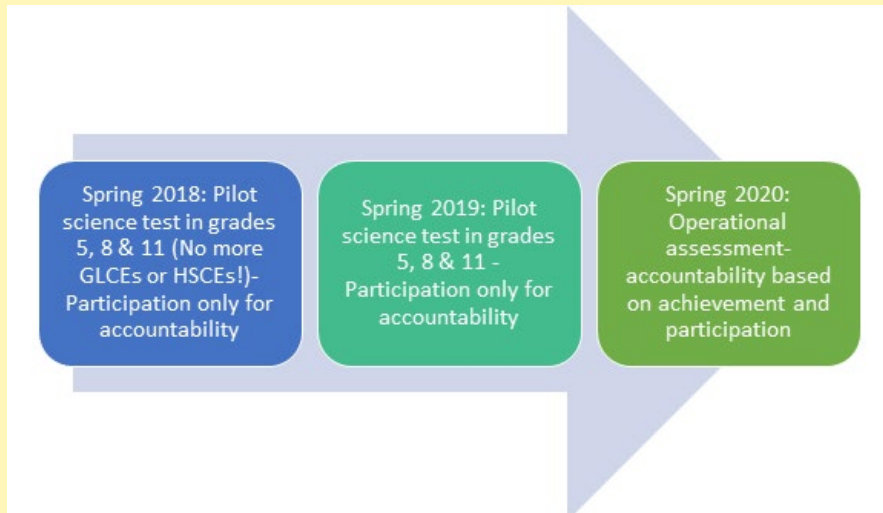 Spring 2018: Pilot
science test in grades
5, 8 & 11 (No more
GLCEs or HSCEs!)-
Participation only for
accountability
Spring 2019: Pilot
science test in grades
5, 8 & 11 -
Participation only for
accountability
Spring 2020:
Operational
assessment-
accountability based
on achievement and
participation